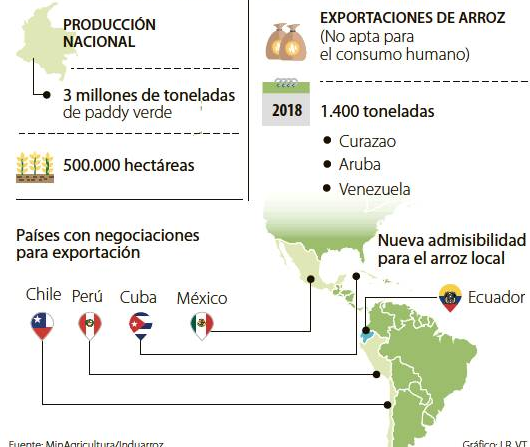 PRODUCCIÓN
NACIONAL
3 millones de toneladas
de paddy verde
500.000 hectáreas
EXPORTACIONES DE ARROZ
(No apta para
el consumo humano)
2018
1.400 toneladas
Curazao
Aruba
Venezuela
Países con negociaciones
para exportación
Chile
Perú
Cuba
México
Nueva admisibilidad
para el arroz local
Ecuador
Fuente: MinAgricultura/Induarroz
Gráfico: LR, VT